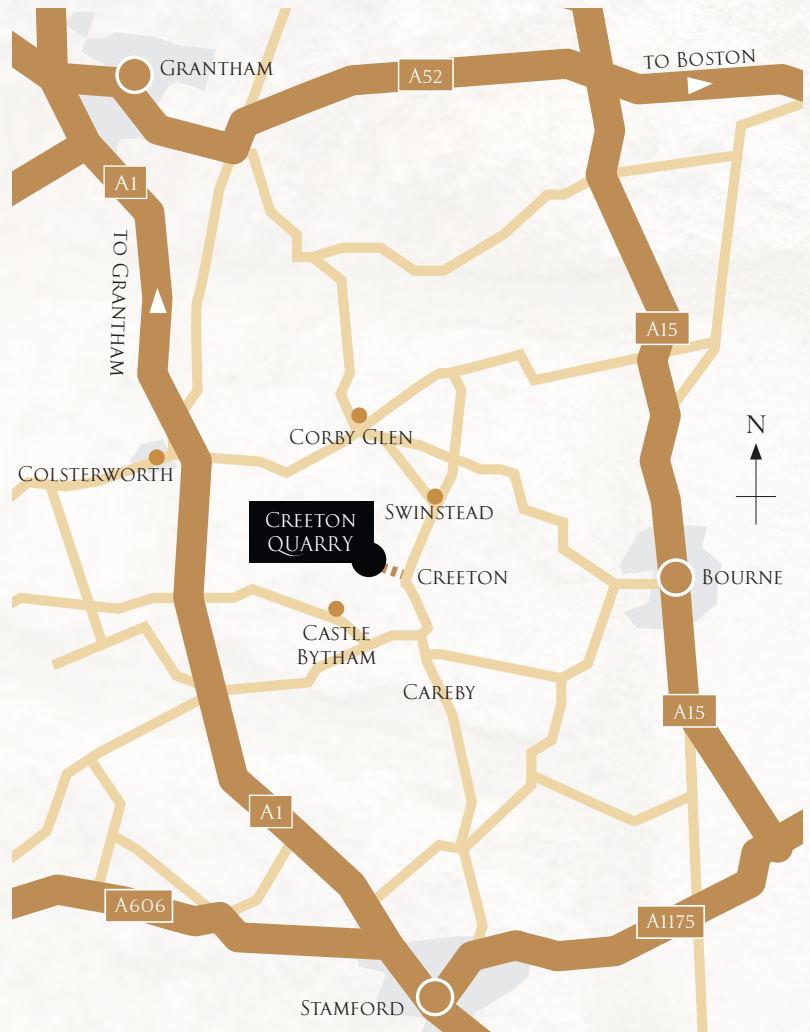 TO BOSTON
GRANTHAM
A52
A1
TO GRANTHAM
A15
CORBY GLEN
N
COLSTERWORTH
SWINSTEAD
CREETON
QUARRY
CREETON
BOURNE
CASTLE
BYTHAM
CAREBY
A15
A1
A606
A1175
STAMFORD